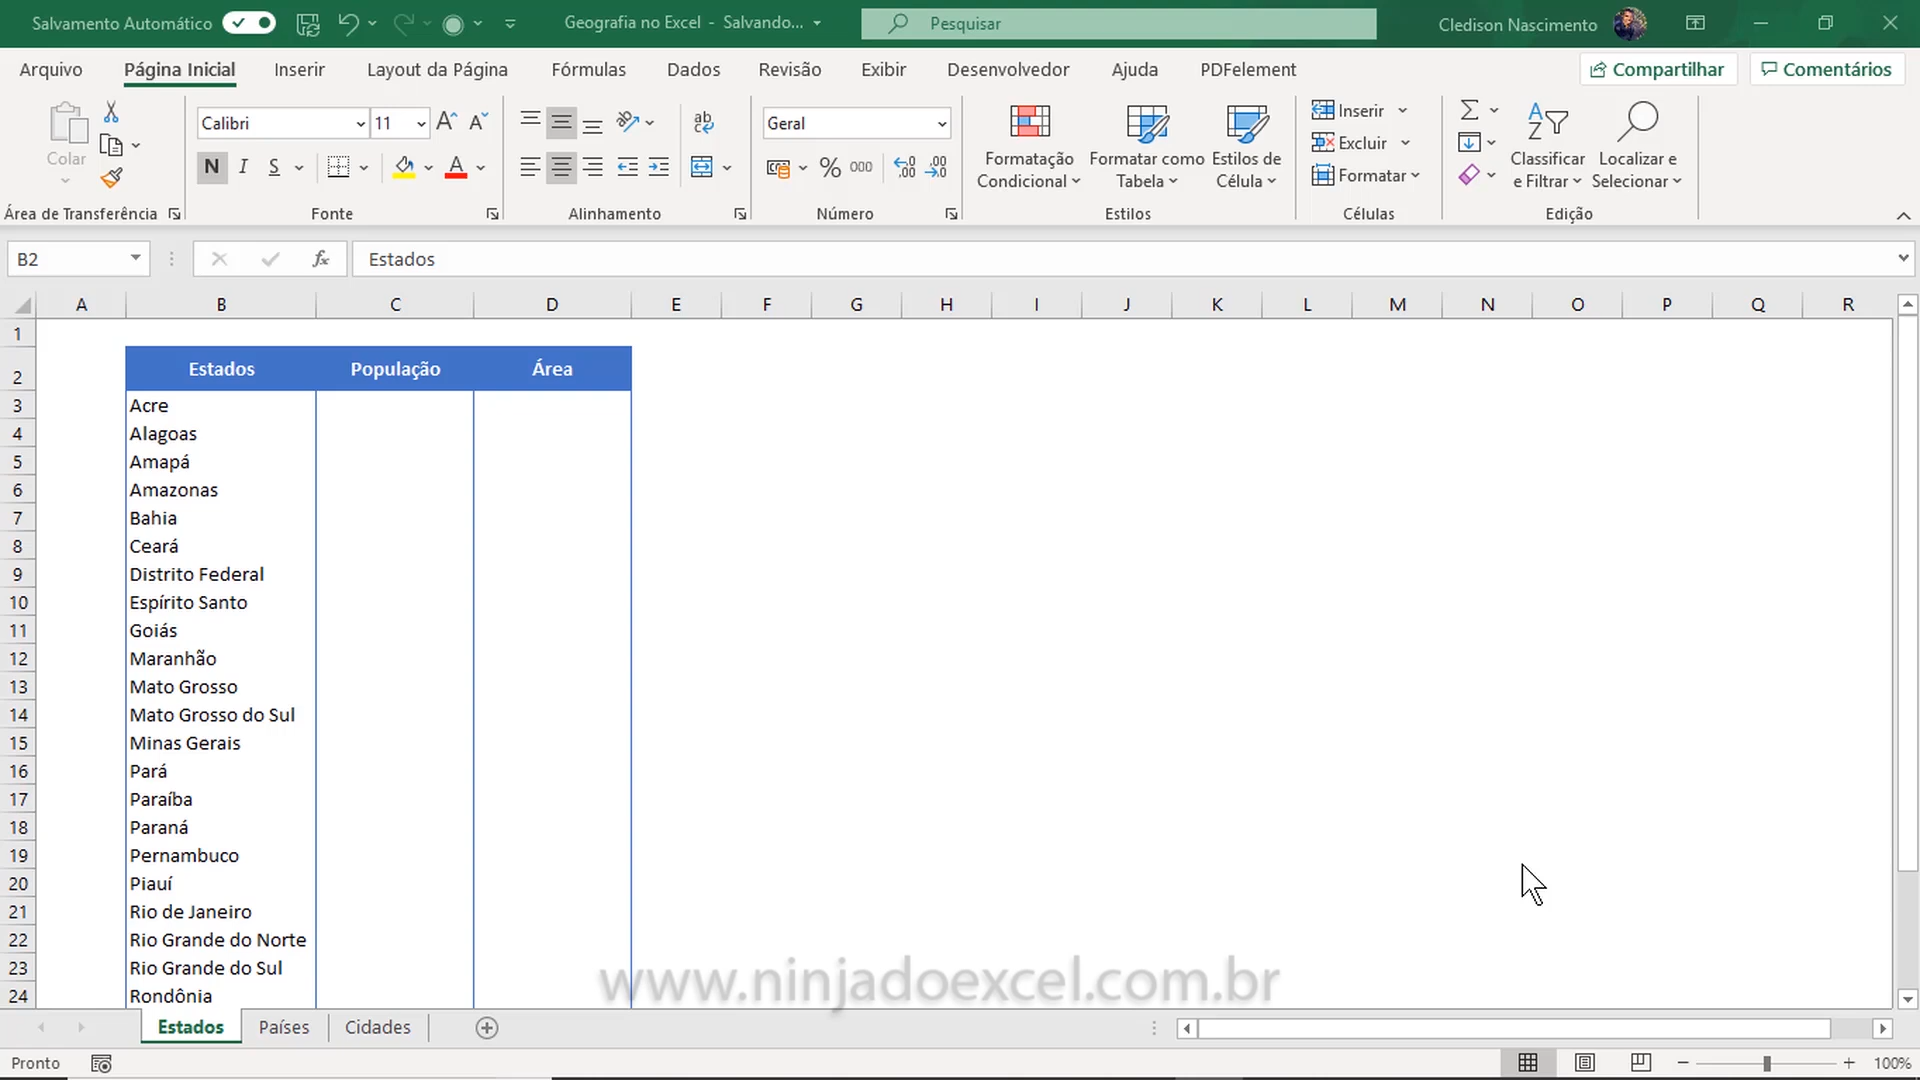 Salvamento Automático
Geografia no Excel - Salvando...
Pesquisar
Cledison Nascimento
Arquivo Página Inicial Inserir Layout da Página Fórmulas Dados Revisão Exibir Desenvolvedor Ajuda PDFelement
Compartilhar Comentários
Colar
Área de Transferência
Calibri 11
N I S
Fonte
ab
Alinhamento
Geral
% 000
Número
Formatação Condicional
Formatar como Tabela
Estilos de Célula
Estilos
Inserir
Excluir
Formatar
Células
Classificar e Filtrar
Localizar e Selecionar
Edição
B2 fx Estados
A B C D E F G H I J K L M N O P Q R
1
2 Estados População Área
3 Acre
4 Alagoas
5 Amapá
6 Amazonas
7 Bahia
8 Ceará
9 Distrito Federal
10 Espírito Santo
11 Goiás
12 Maranhão
13 Mato Grosso
14 Mato Grosso do Sul
15 Minas Gerais
16 Pará
17 Paraíba
18 Paraná
19 Pernambuco
20 Piauí
21 Rio de Janeiro
22 Rio Grande do Norte
23 Rio Grande do Sul
24 Rondônia
www.ninjadoexcel.com.br
Estados Países Cidades
Pronto
100%